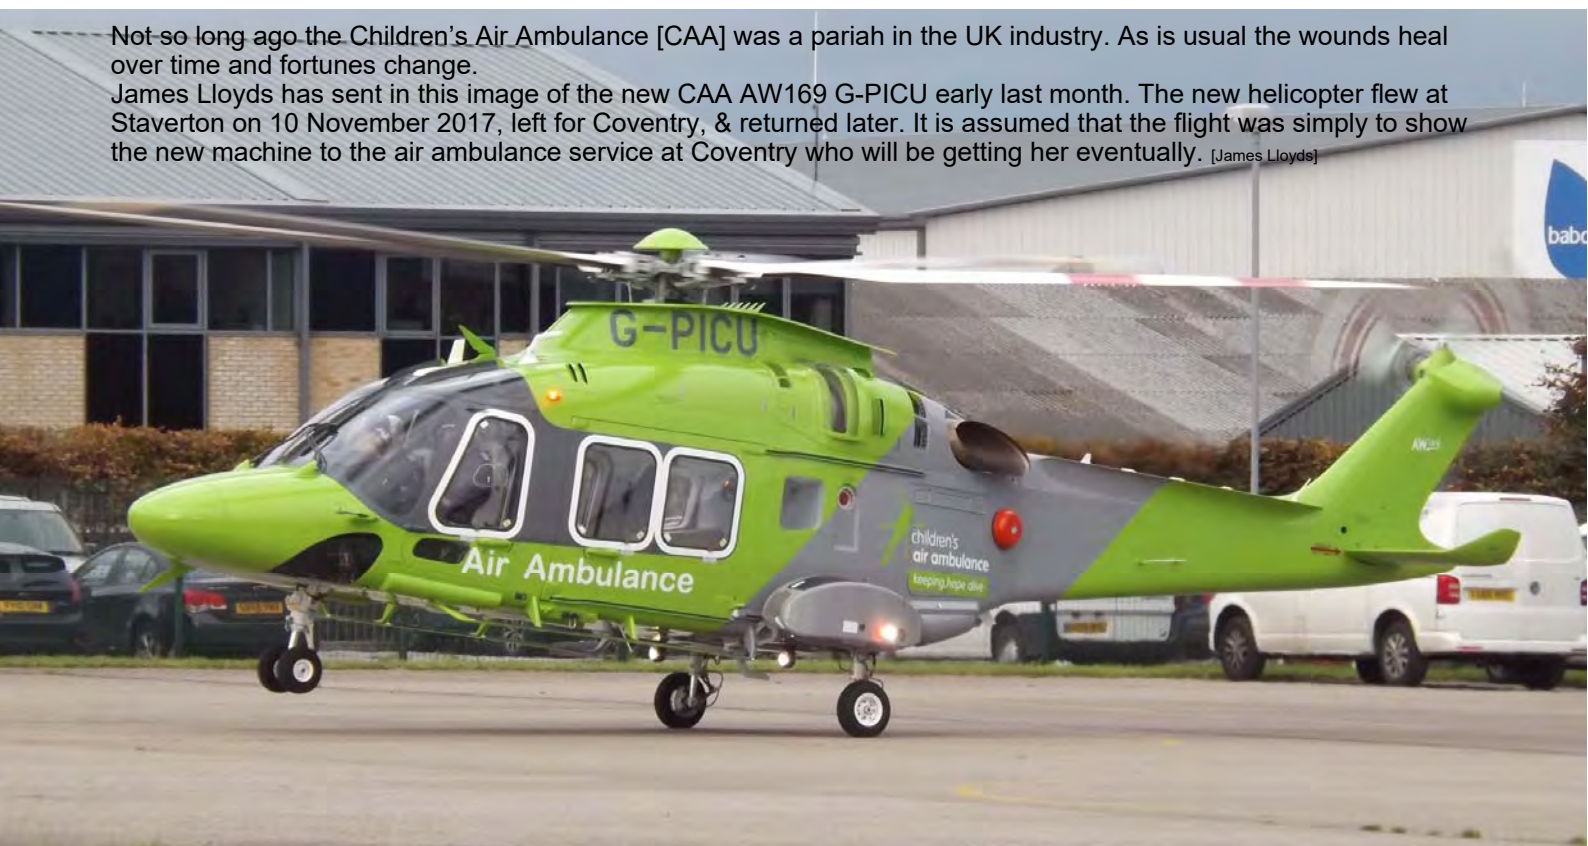 Not so long ago the Children's Air Ambulance [CAA] was a pariah in the UK industry. As is usual the wounds heal
over time and fortunes change.
James Lloyds has sent in this image of the new CAA AW169 G-PICU early last month. The new helicopter flew at
Staverton on 10 November 2017, left for Coventry, & returned later. It is assumed that the flight was simply to show
the new machine to the air ambulance service at Coventry who will be getting her eventually. [James Lloyds]
babc
G-PICU
children's
air ambulance
keeping hope alive
Air Ambulance